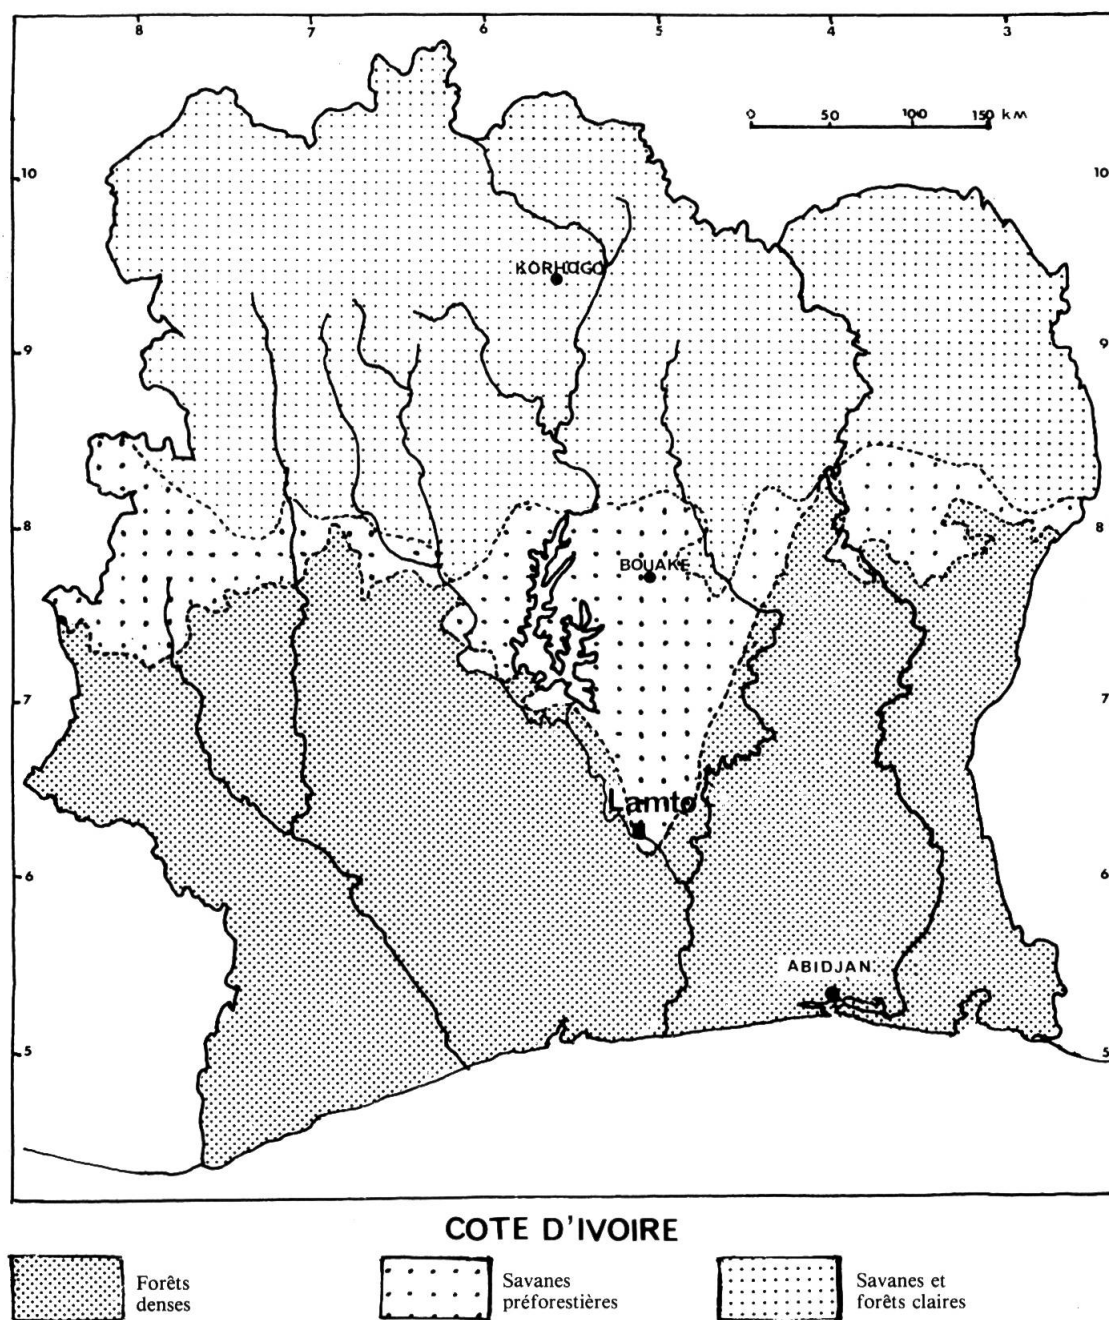 8 7 6 5 4 3
0 50 100 150 km
10 10
KORHOGO
9 9
8 8
BOUAKE
7 7
Lamto
6 6
ABIDJAN
5 5
COTE D'IVOIRE
Forêts
denses
Savanes
préforestières
Savanes et
forêts claires